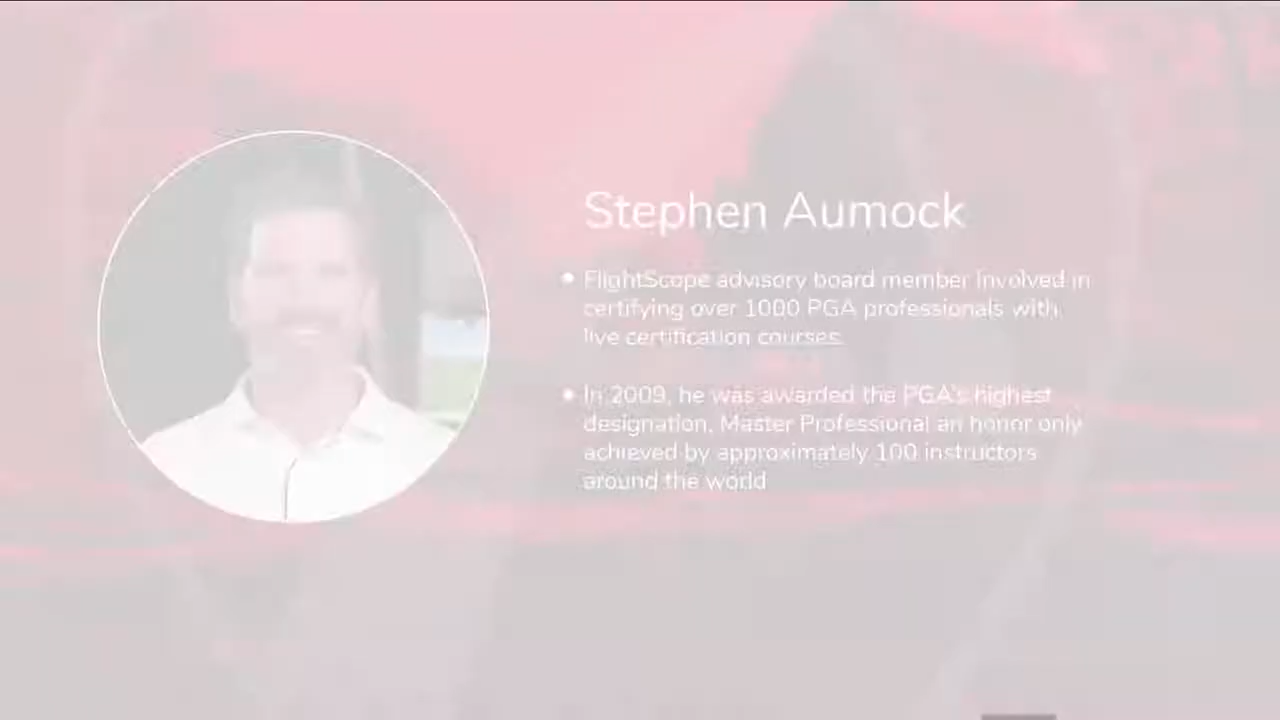 Stephen Aumock
• FlightScope advisory board member involved in
certifying over 1000 PGA professionals with
live certification courses.
• In 2009, he was awarded the PGA's highest
designation, Master Professional an honor only
achieved by approximately 100 instructors
around the world